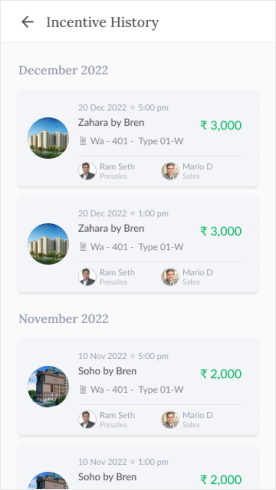 Incentive History
December 2022
20 Dec 2022 5:00 pm
Zahara by Bren
₹ 3,000
Wa - 401 - Type 01-W
Ram Seth Mario D
Presales Sales
20 Dec 2022 1:00 pm
Zahara by Bren
₹ 3,000
Wa - 401 - Type 01-W
Ram Seth Mario D
Presales Sales
November 2022
10 Nov 2022 5:00 pm
Soho by Bren
₹ 2,000
Wa - 401 - Type 01-W
Ram Seth Mario D
Presales Sales
10 Nov 2022 1:00 pm
Soho by Bren
₹ 2,000